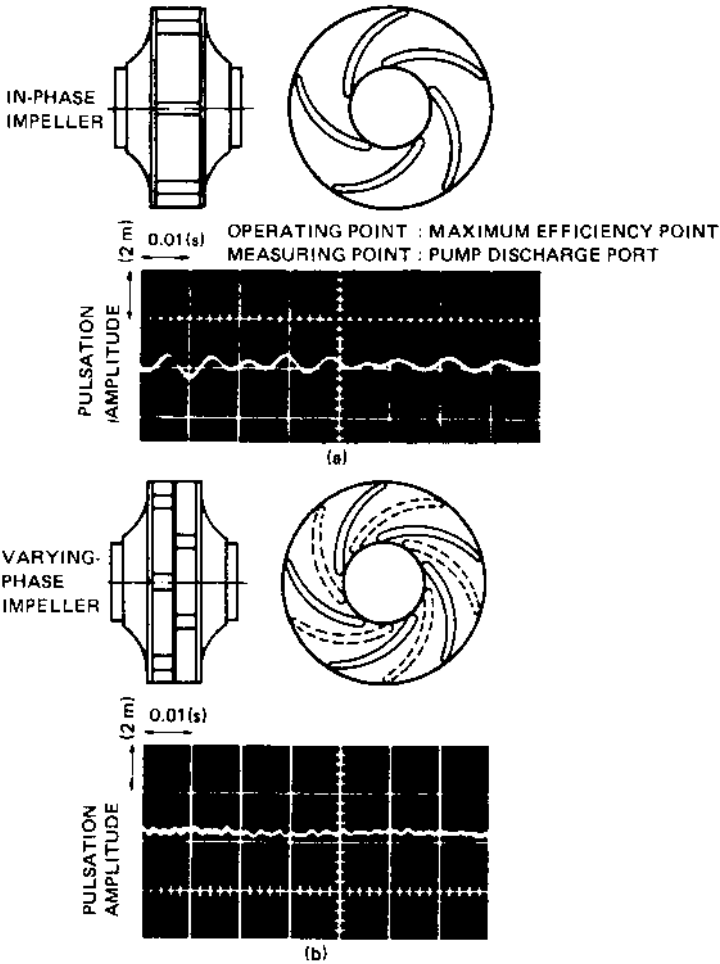 IN-PHASE
IMPELLER
OPERATING POINT : MAXIMUM EFFICIENCY POINT
MEASURING POINT : PUMP DISCHARGE PORT
(2 m)
0.01(s)
PULSATION
AMPLITUDE
(a)
VARYING-
PHASE
IMPELLER
(2 m)
0.01(s)
PULSATION
AMPLITUDE
(b)